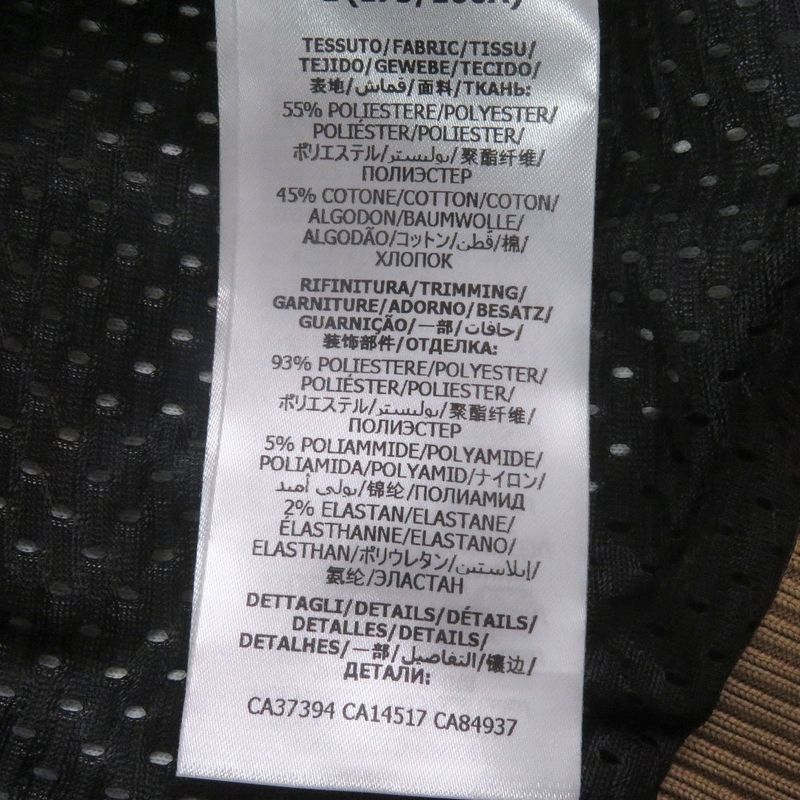 TESSUTO/FABRIC/TISSU/
TEJIDO/GEWEBE/TECIDO/
表地/قماش/面料/ТКАНЬ:
55% POLIESTERE/POLYESTER/
POLIÉSTER/POLIESTER/
ポリエステル/بوليستر/聚酯纤维/
ПОЛИЭСТЕР
45% COTONE/COTTON/COTON/
ALGODON/BAUMWOLLE/
ALGODÃO/コットン/قطن/棉/
ХЛОПОК
RIFINITURA/TRIMMING/
GARNITURE/ADORNO/BESATZ/
GUARNIÇÃO/一部/حافات/
装饰部件/ОТДЕЛКА:
93% POLIESTERE/POLYESTER/
POLIÉSTER/POLIESTER/
ポリエステル/بوليستر/聚酯纤维/
ПОЛИЭСТЕР
5% POLIAMMIDE/POLYAMIDE/
POLIAMIDA/POLYAMID/ナイロン/
بولي أميد/锦纶/ПОЛИАМИД
2% ELASTAN/ELASTANE/
ÉLASTHANNE/ELASTANO/
ELASTHAN/ポリウレタン/إيلاستين/
氨纶/ЭЛАСТАН
DETTAGLI/DETAILS/DÉTAILS/
DETALLES/DETAILS/
DETALHES/一部/التفاصيل/镶边/
ДЕТАЛИ:
CA37394 CA14517 CA84937